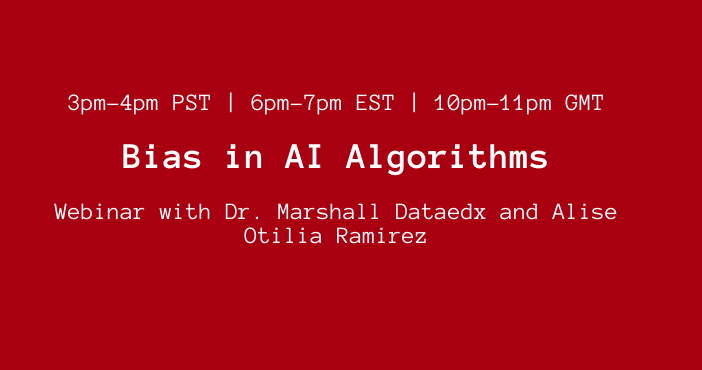 3pm–4pm PST | 6pm–7pm EST | 10pm–11pm GMT
Bias in AI Algorithms
Webinar with Dr. Marshall Dataedx and Alise
Otilia Ramirez